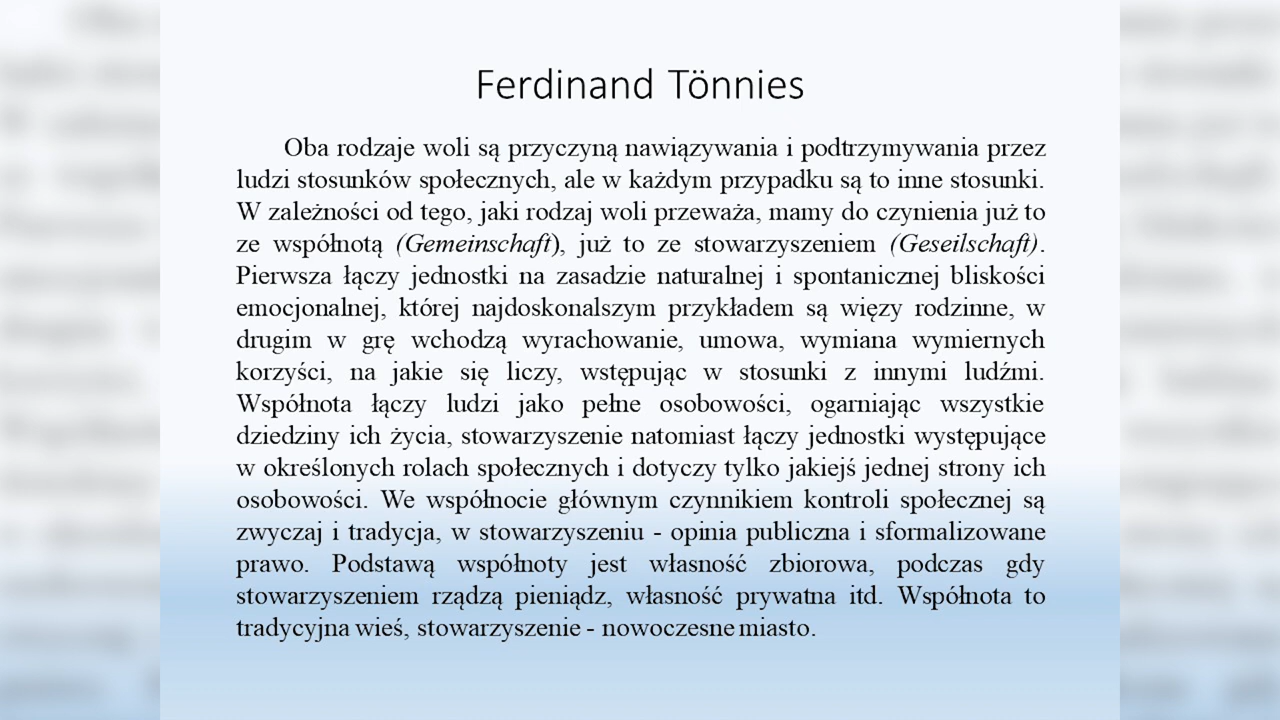 Ferdinand Tönnies
Oba rodzaje woli są przyczyną nawiązywania i podtrzymywania przez
ludzi stosunków społecznych, ale w każdym przypadku są to inne stosunki.
W zależności od tego, jaki rodzaj woli przeważa, mamy do czynienia już to
ze wspólnotą (Gemeinschaft), już to ze stowarzyszeniem (Geseilschaft).
Pierwsza łączy jednostki na zasadzie naturalnej i spontanicznej bliskości
emocjonalnej, której najdoskonalszym przykładem są więzy rodzinne, w
drugim w grę wchodzą wyrachowanie, umowa, wymiana wymiernych
korzyści, na jakie się liczy, wstępując w stosunki z innymi ludźmi.
Wspólnota łączy ludzi jako pełne osobowości, ogarniając wszystkie
dziedziny ich życia, stowarzyszenie natomiast łączy jednostki występujące
w określonych rolach społecznych i dotyczy tylko jakiejś jednej strony ich
osobowości. We wspólnocie głównym czynnikiem kontroli społecznej są
zwyczaj i tradycja, w stowarzyszeniu - opinia publiczna i sformalizowane
prawo. Podstawą wspólnoty jest własność zbiorowa, podczas gdy
stowarzyszeniem rządzą pieniądz, własność prywatna itd. Wspólnota to
tradycyjna wieś, stowarzyszenie - nowoczesne miasto.